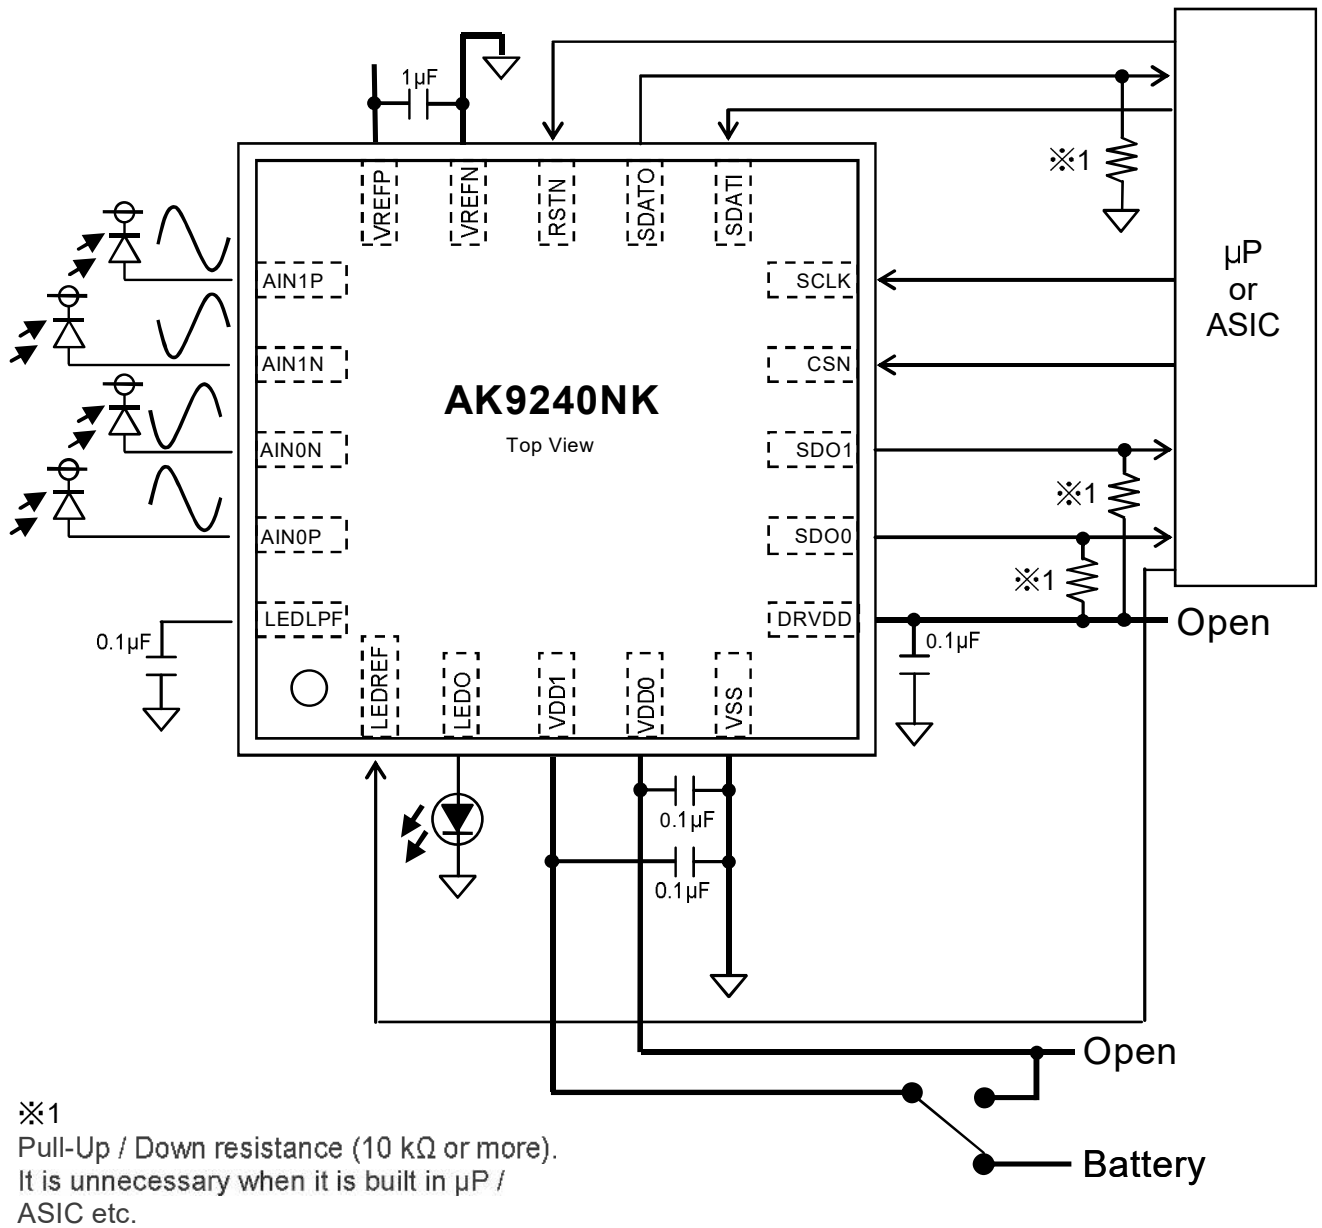 1µF
※1
VREFP
VREFN
RSTN
SDATO
SDATI
µP
or
ASIC
AIN1P
SCLK
AIN1N
CSN
AK9240NK
Top View
AIN0N
SDO1
※1
AIN0P
SDO0
※1
LEDLPF
DRVDD
Open
0.1µF
0.1µF
LEDREF
LEDO
VDD1
VDD0
VSS
0.1µF
0.1µF
Open
Battery
※1
Pull-Up / Down resistance (10 kΩ or more).
It is unnecessary when it is built in µP /
ASIC etc.